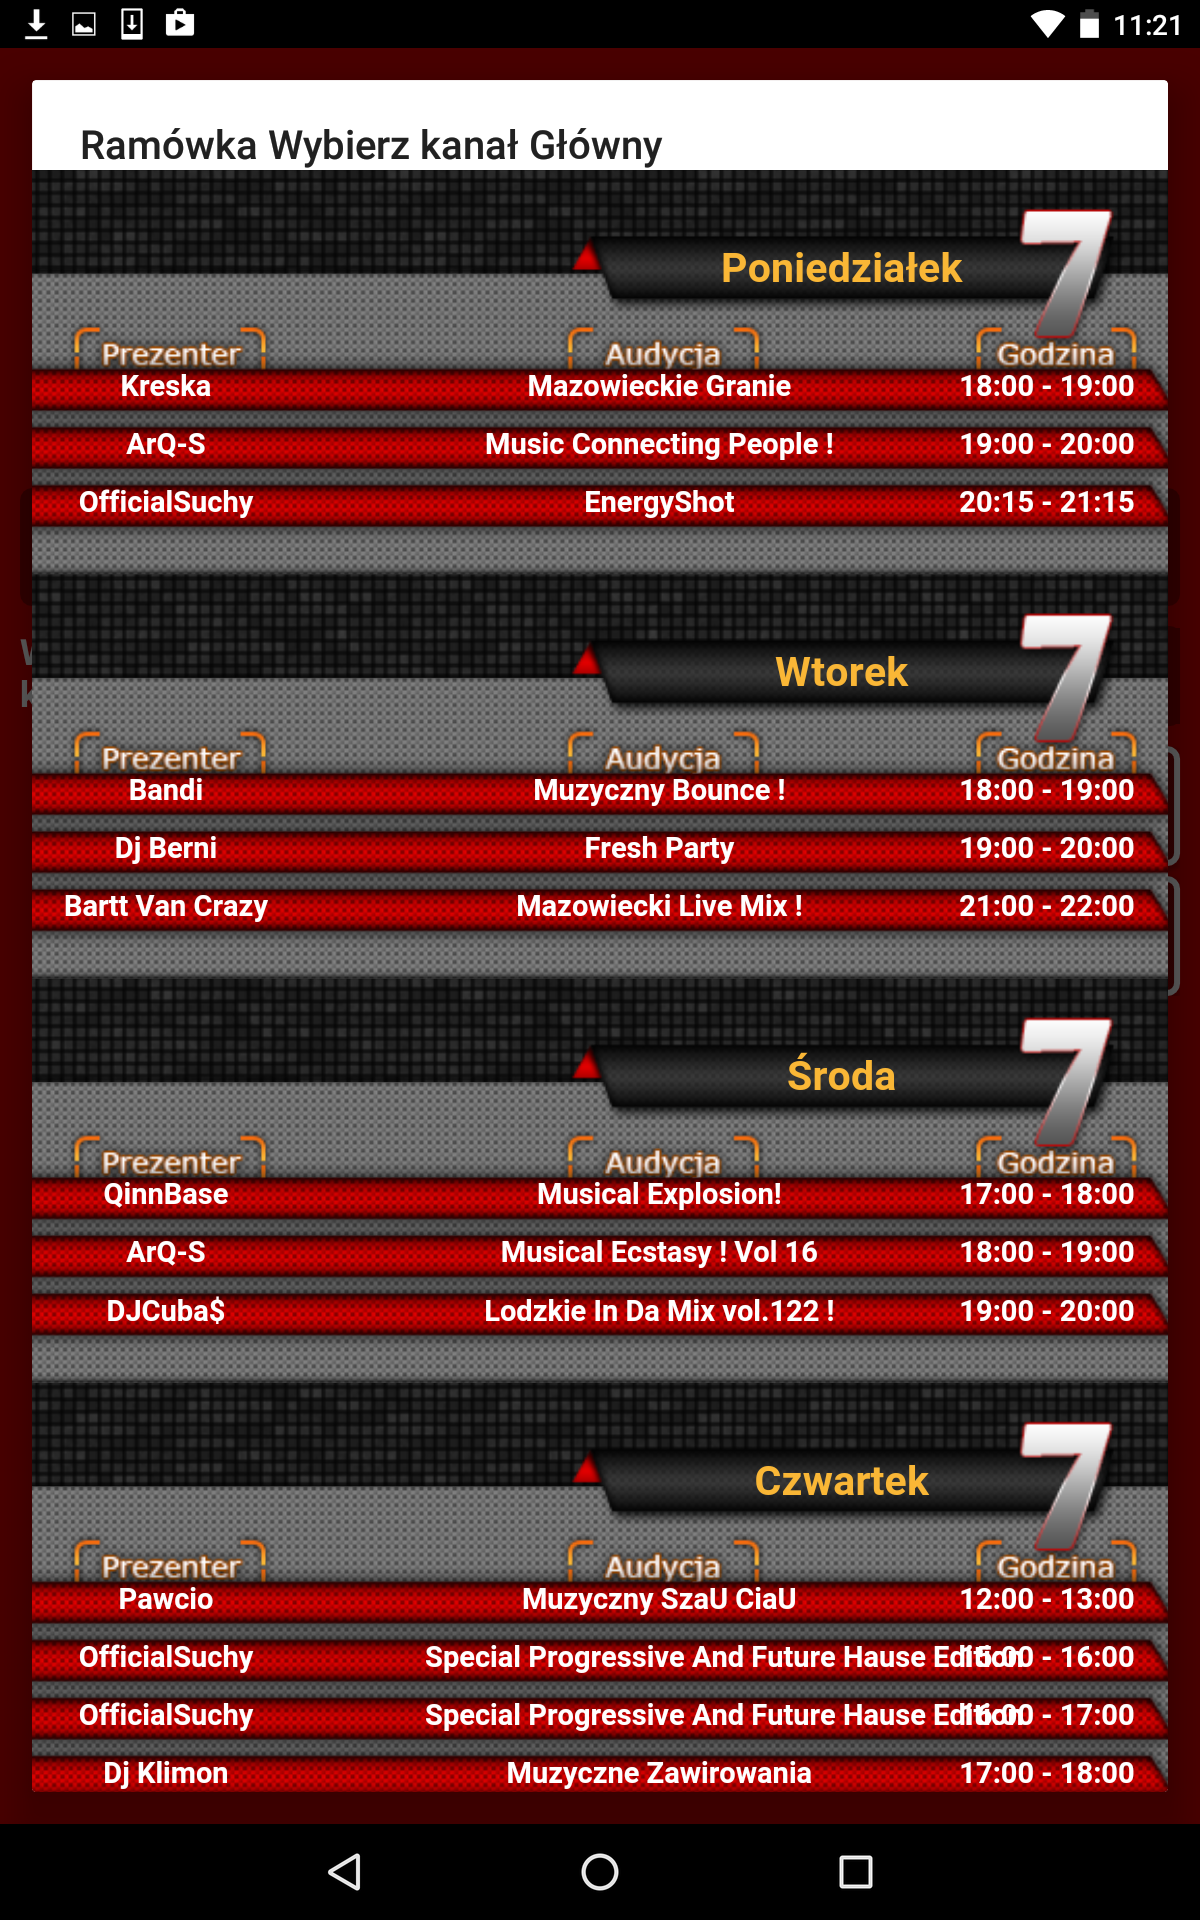 11:21
Ramówka Wybierz kanał Główny
Poniedziałek 7
Prezenter Audycja Godzina
Kreska Mazowieckie Granie 18:00 - 19:00
ArQ-S Music Connecting People ! 19:00 - 20:00
OfficialSuchy EnergyShot 20:15 - 21:15
Wtorek 7
Prezenter Audycja Godzina
Bandi Muzyczny Bounce ! 18:00 - 19:00
Dj Berni Fresh Party 19:00 - 20:00
Bartt Van Crazy Mazowiecki Live Mix ! 21:00 - 22:00
Środa 7
Prezenter Audycja Godzina
QinnBase Musical Explosion! 17:00 - 18:00
ArQ-S Musical Ecstasy ! Vol 16 18:00 - 19:00
DJCuba$ Lodzkie In Da Mix vol.122 ! 19:00 - 20:00
Czwartek 7
Prezenter Audycja Godzina
Pawcio Muzyczny SzaU CiaU 12:00 - 13:00
OfficialSuchy Special Progressive And Future Hause Edition 15:00 - 16:00
OfficialSuchy Special Progressive And Future Hause Edition 16:00 - 17:00
Dj Klimon Muzyczne Zawirowania 17:00 - 18:00